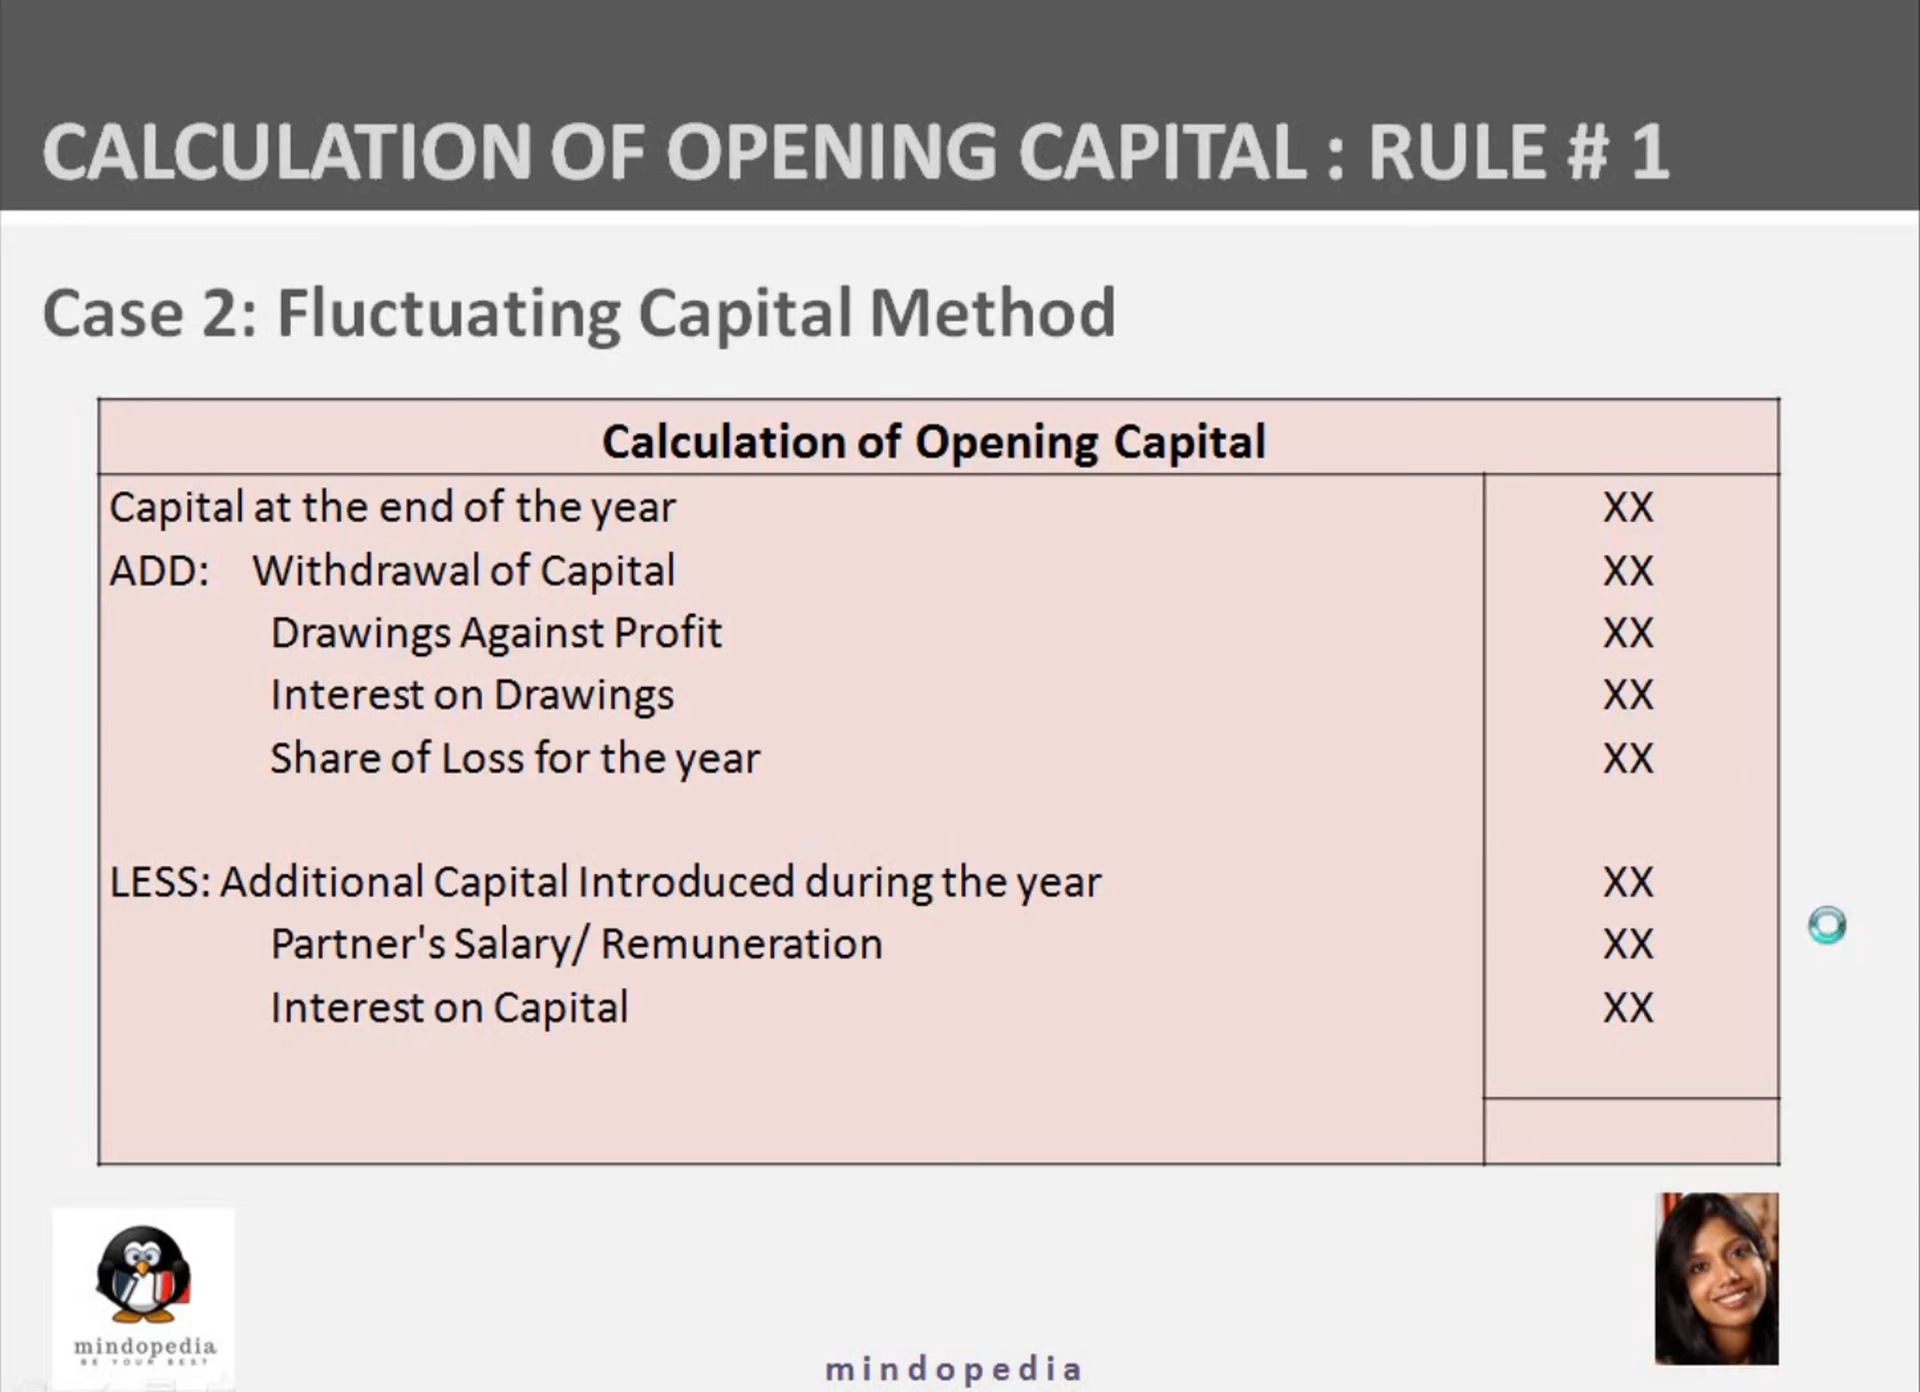 CALCULATION OF OPENING CAPITAL : RULE # 1
Case 2: Fluctuating Capital Method
Calculation of Opening Capital
Capital at the end of the year XX
ADD: Withdrawal of Capital XX
Drawings Against Profit XX
Interest on Drawings XX
Share of Loss for the year XX
LESS: Additional Capital Introduced during the year XX
Partner's Salary/ Remuneration XX
Interest on Capital XX
mindopedia
BE YOUR BEST
mindopedia